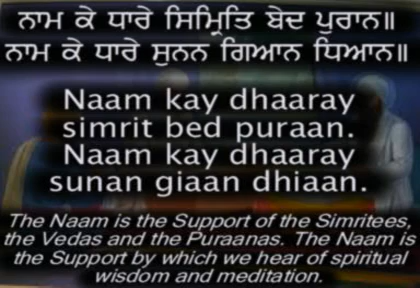 ਨਾਮ ਕੇ ਧਾਰੇ ਸਿਮ੍ਰਿਤਿ ਬੇਦ ਪੁਰਾਨ॥
ਨਾਮ ਕੇ ਧਾਰੇ ਸੁਨਨ ਗਿਆਨ ਧਿਆਨ॥
Naam kay dhaaray
simrit bed puraan.
Naam kay dhaaray
sunan giaan dhiaan.
The Naam is the Support of the Simritees,
the Vedas and the Puraanas. The Naam is
the Support by which we hear of spiritual
wisdom and meditation.